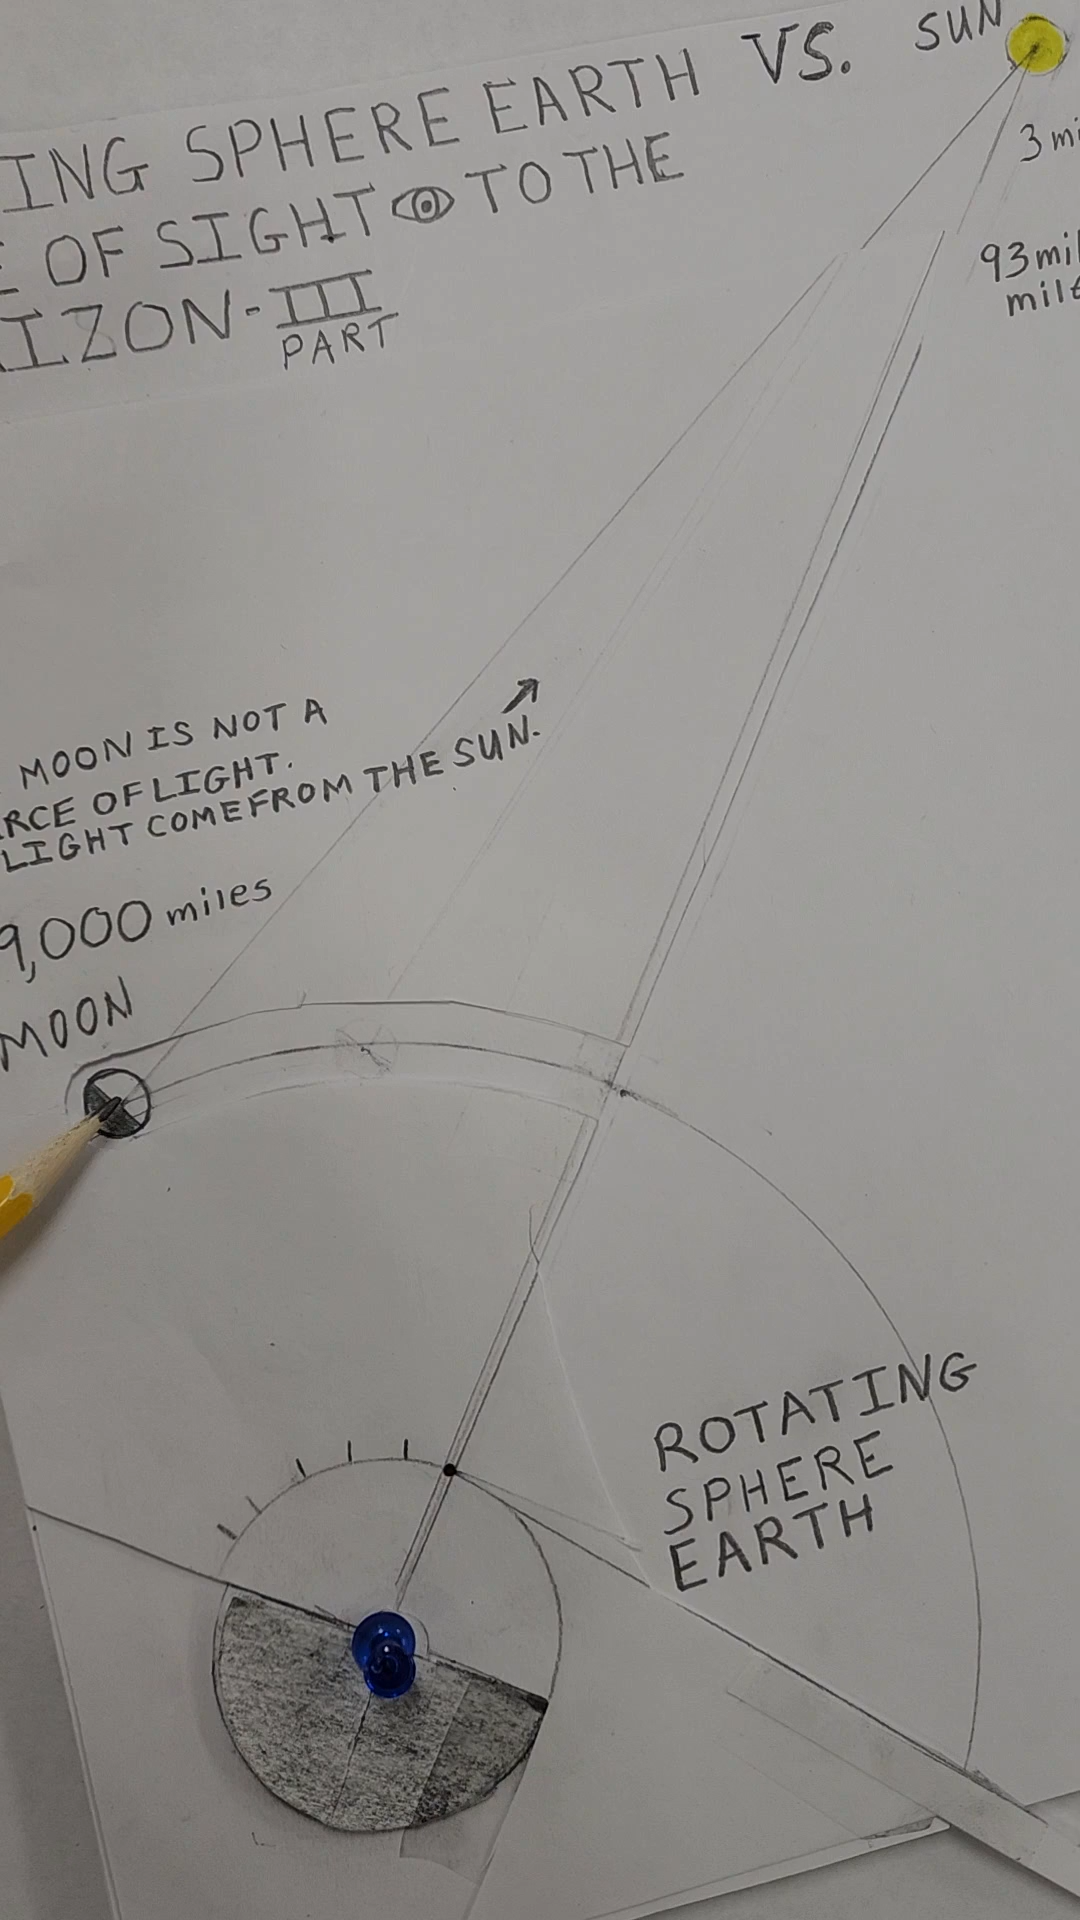 ING SPHERE EARTH VS. SUN
E OF SIGHT TO THE
IZON-III
PART
3 mi
93 mil
mile
MOON IS NOT A
RCE OF LIGHT.
LIGHT COME FROM THE SUN.
9,000 miles
MOON
ROTATING
SPHERE
EARTH